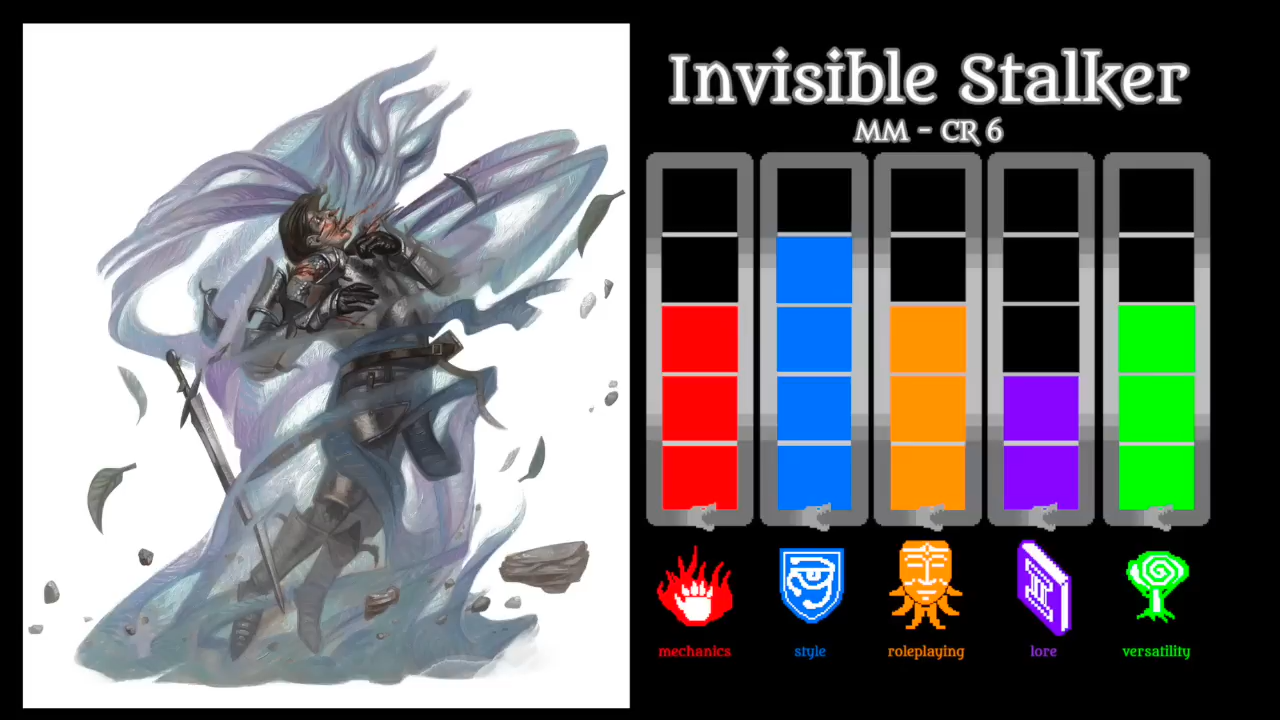 Invisible Stalker
MM - CR 6
mechanics style roleplaying lore versatility